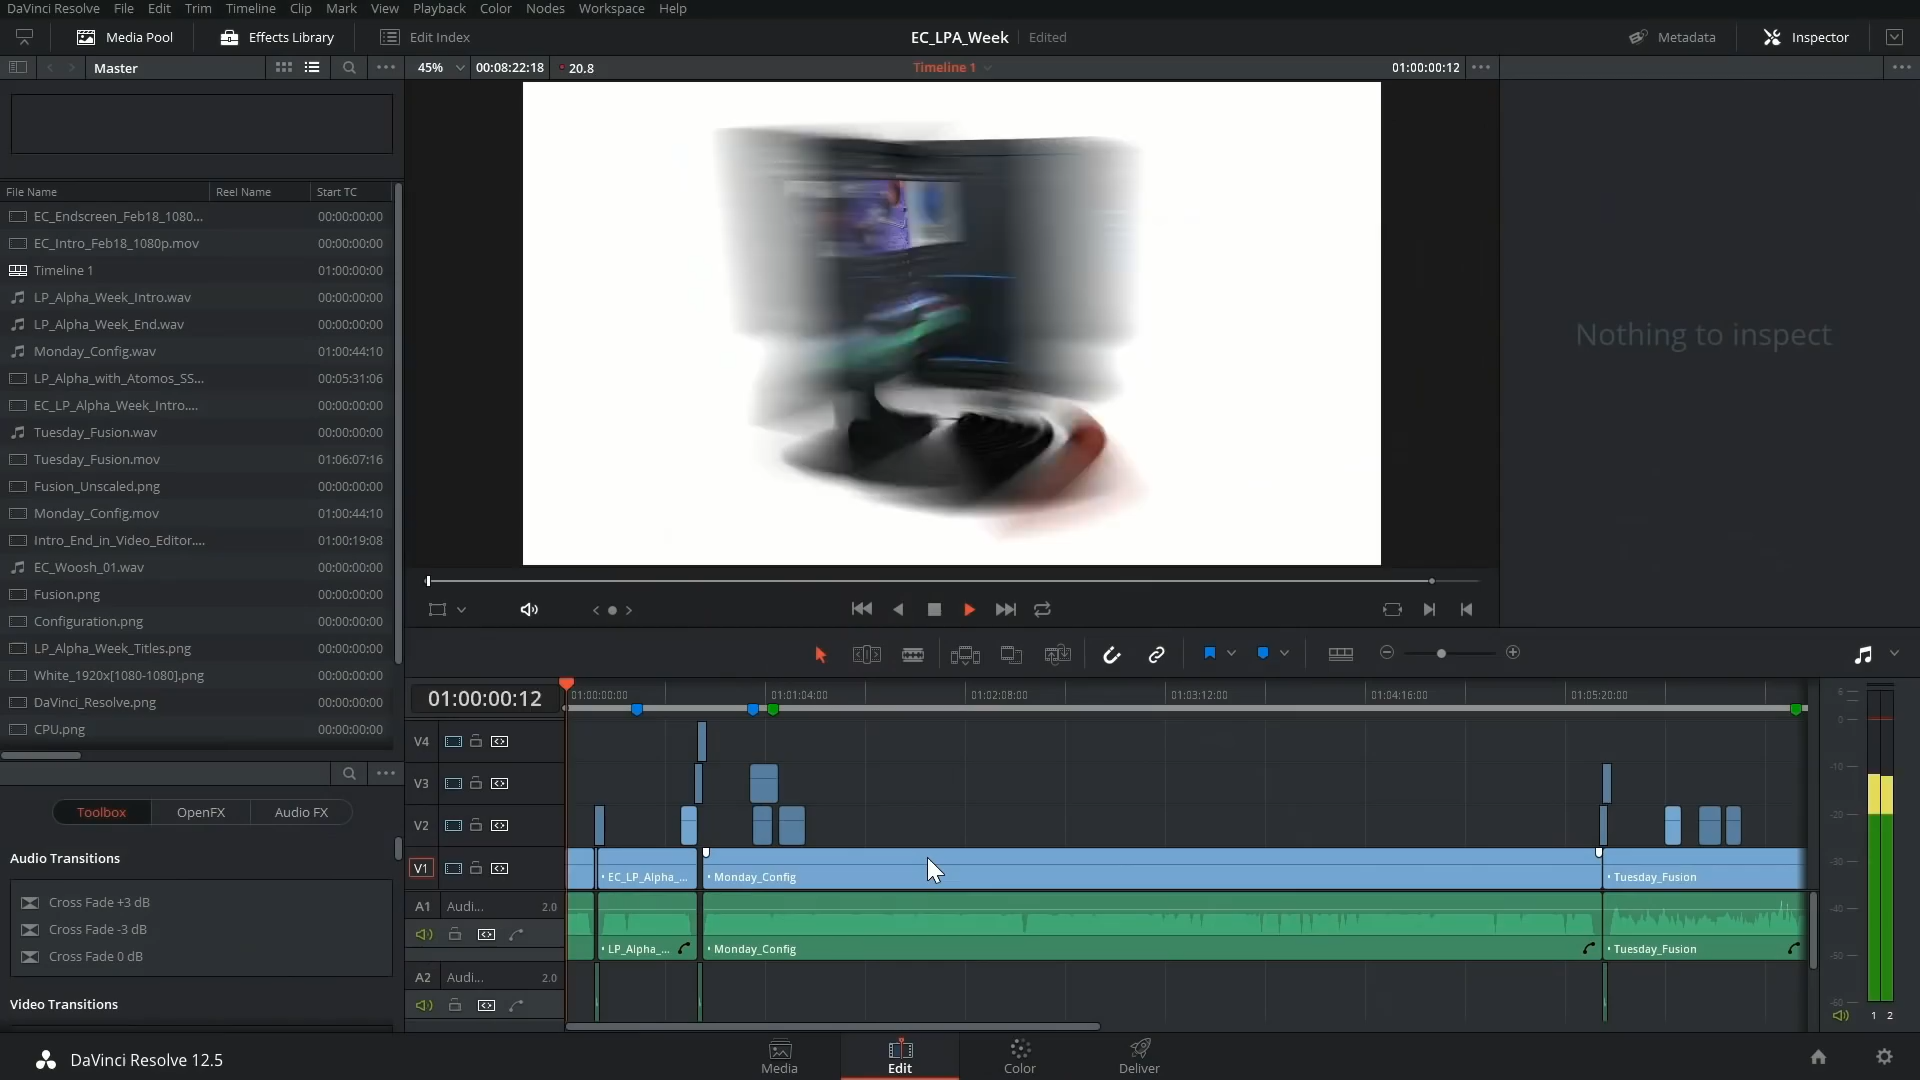 DaVinci Resolve File Edit Trim Timeline Clip Mark View Playback Color Nodes Workspace Help
Media Pool Effects Library Edit Index EC_LPA_Week Edited Metadata Inspector
Master 45% 00:08:22:18 20.8 Timeline 1 01:00:00:12
File Name Reel Name Start TC
EC_Endscreen_Feb18_1080... 00:00:00:00
EC_Intro_Feb18_1080p.mov 00:00:00:00
Timeline 1 01:00:00:00
LP_Alpha_Week_Intro.wav 00:00:00:00
LP_Alpha_Week_End.wav 00:00:00:00
Monday_Config.wav 01:00:44:10
LP_Alpha_with_Atomos_SS... 00:05:31:06
EC_LP_Alpha_Week_Intro.... 00:00:00:00
Tuesday_Fusion.wav 00:00:00:00
Tuesday_Fusion.mov 01:06:07:16
Fusion_Unscaled.png 00:00:00:00
Monday_Config.mov 01:00:44:10
Intro_End_in_Video_Editor.... 01:00:19:08
EC_Woosh_01.wav 00:00:00:00
Fusion.png 00:00:00:00
Configuration.png 00:00:00:00
LP_Alpha_Week_Titles.png 00:00:00:00
White_1920x[1080-1080].png 00:00:00:00
DaVinci_Resolve.png 00:00:00:00
CPU.png 00:00:00:00
Nothing to inspect
Toolbox OpenFX Audio FX
Audio Transitions
Cross Fade +3 dB
Cross Fade -3 dB
Cross Fade 0 dB
Video Transitions
01:00:00:12 01:00:00:00 01:01:04:00 01:02:08:00 01:03:12:00 01:04:16:00 01:05:20:00
V4
V3
V2
V1 EC_LP_Alpha_... Monday_Config Tuesday_Fusion
A1 Audi... 2.0
LP_Alpha_... Monday_Config Tuesday_Fusion
A2 Audi... 2.0
6
0
-10
-20
-30
-40
-50
-60
1 2
DaVinci Resolve 12.5 Media Edit Color Deliver